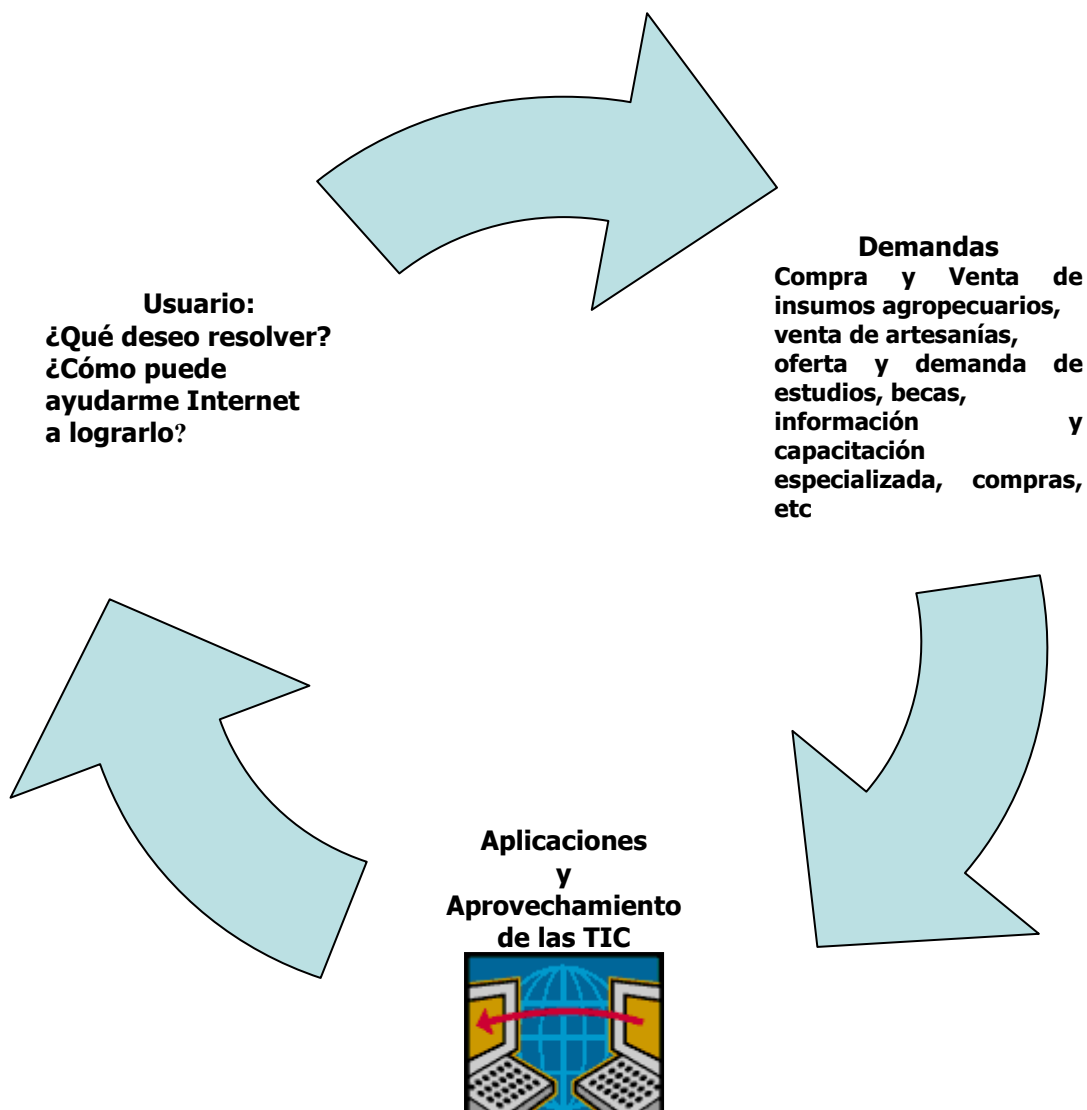 Usuario:
¿Qué deseo resolver?
¿Cómo puede
ayudarme Internet
a lograrlo?
Demandas
Compra y Venta de
insumos agropecuarios,
venta de artesanías,
oferta y demanda de
estudios, becas,
información y
capacitación
especializada, compras,
etc
Aplicaciones
y
Aprovechamiento
de las TIC